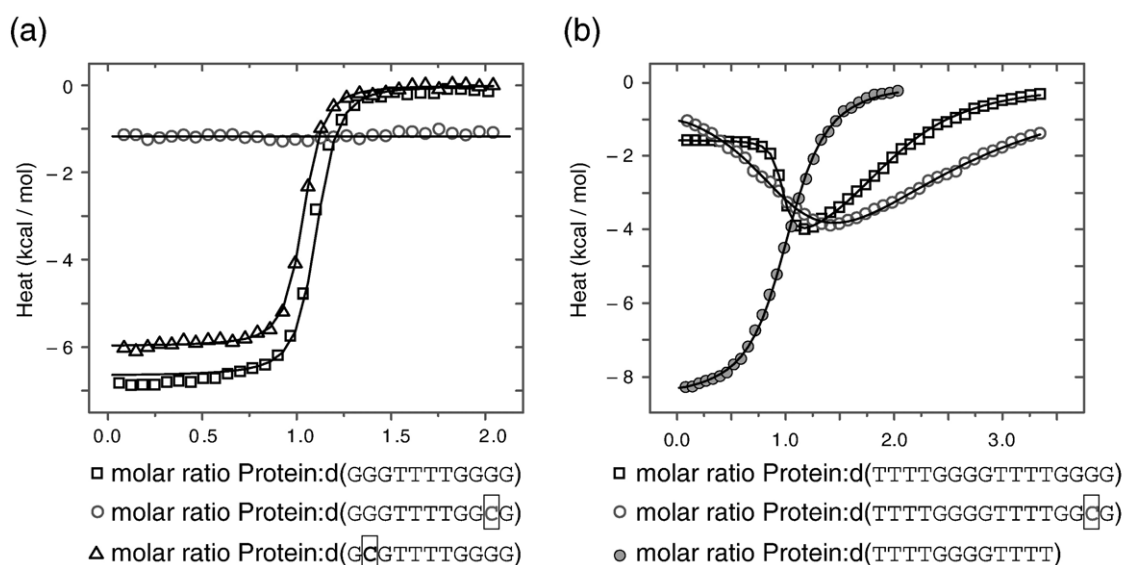 (a)
(b)
Heat (kcal / mol)
0
−2
−4
−6
0.0 0.5 1.0 1.5 2.0
Heat (kcal / mol)
0
−2
−4
−6
−8
0.0 1.0 2.0 3.0
molar ratio Protein:d(GGGTTTTGGGG)
molar ratio Protein:d(GGGTTTTGGCG)
molar ratio Protein:d(GCGTTTTGGGG)
molar ratio Protein:d(TTTTGGGGTTTTGGGG)
molar ratio Protein:d(TTTTGGGGTTTTGGCG)
molar ratio Protein:d(TTTTGGGGTTTT)